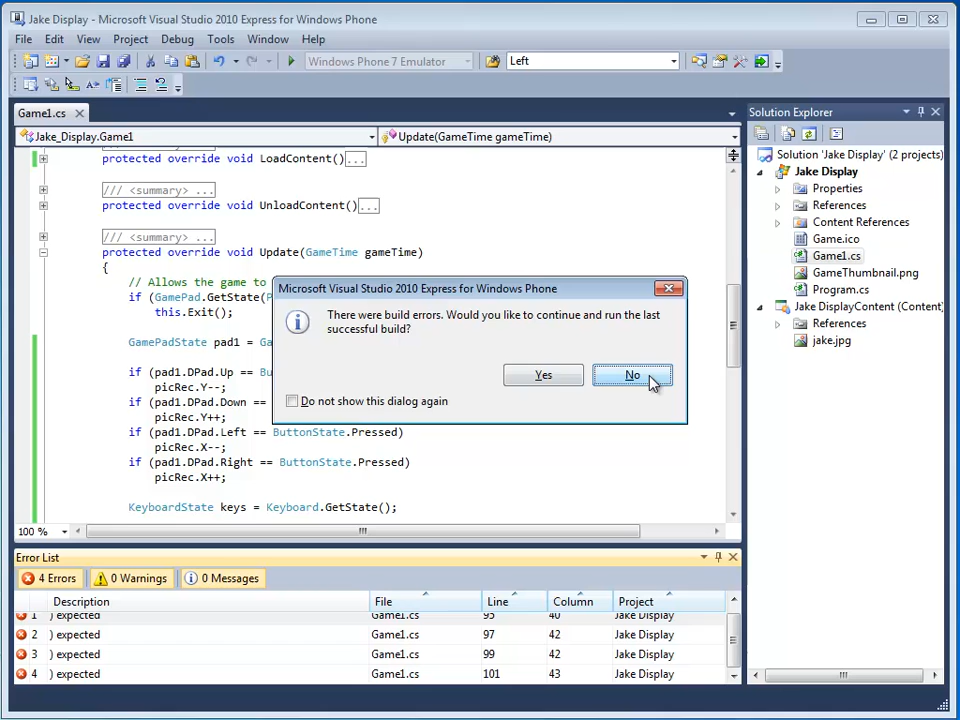 Jake Display - Microsoft Visual Studio 2010 Express for Windows Phone
File Edit View Project Debug Tools Window Help
Windows Phone 7 Emulator Left
Game1.cs
Jake_Display.Game1 Update(GameTime gameTime)
protected override void LoadContent()...
/// <summary> ...
protected override void UnloadContent()...
/// <summary> ...
protected override void Update(GameTime gameTime)
{
// Allows the game to
if (GamePad.GetState(P
this.Exit();
GamePadState pad1 = Ga
if (pad1.DPad.Up == Bu
picRec.Y--;
if (pad1.DPad.Down ==
picRec.Y++;
if (pad1.DPad.Left == ButtonState.Pressed)
picRec.X--;
if (pad1.DPad.Right == ButtonState.Pressed)
picRec.X++;
KeyboardState keys = Keyboard.GetState();
100 %
Microsoft Visual Studio 2010 Express for Windows Phone
There were build errors. Would you like to continue and run the last
successful build?
Yes No
Do not show this dialog again
Solution Explorer
Solution 'Jake Display' (2 projects)
Jake Display
Properties
References
Content References
Game.ico
Game1.cs
GameThumbnail.png
Program.cs
Jake DisplayContent (Content
References
jake.jpg
Error List
4 Errors 0 Warnings 0 Messages
Description File Line Column Project
1 ) expected Game1.cs 95 40 Jake Display
2 ) expected Game1.cs 97 42 Jake Display
3 ) expected Game1.cs 99 42 Jake Display
4 ) expected Game1.cs 101 43 Jake Display